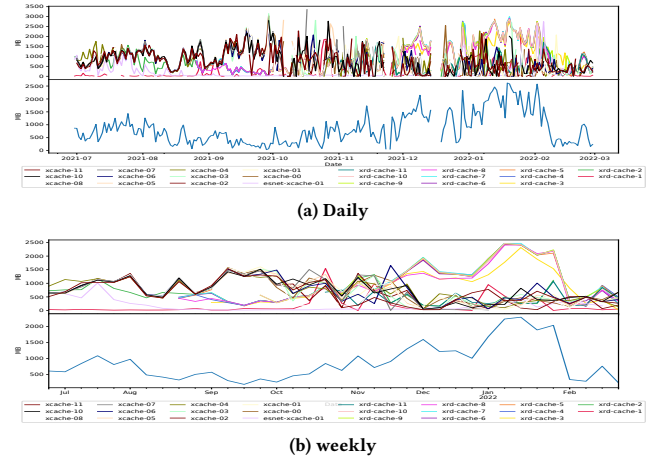 3500
3000
2500
2000
1500
1000
500
0
MB
2500
2000
1500
1000
500
0
MB
2021-07 2021-08 2021-09 2021-10 2021-11 2021-12 2022-01 2022-02 2022-03
Date
xcache-11 xcache-07 xcache-04 xcache-01 xrd-cache-11 xrd-cache-8 xrd-cache-5 xrd-cache-2
xcache-10 xcache-06 xcache-03 xcache-00 xrd-cache-10 xrd-cache-7 xrd-cache-4 xrd-cache-1
xcache-08 xcache-05 xcache-02 esnet-xcache-01 xrd-cache-9 xrd-cache-6 xrd-cache-3
(a) Daily
2500
2000
1500
1000
500
0
MB
2000
1500
1000
500
MB
Jul Aug Sep Oct Nov Dec Jan Feb
2022
xcache-11 xcache-07 xcache-04 xcache-01 xrd-cache-11 xrd-cache-8 xrd-cache-5 xrd-cache-2
xcache-10 xcache-06 xcache-03 xcache-00 xrd-cache-10 xrd-cache-7 xrd-cache-4 xrd-cache-1
xcache-08 xcache-05 xcache-02 esnet-xcache-01 xrd-cache-9 xrd-cache-6 xrd-cache-3
(b) weekly